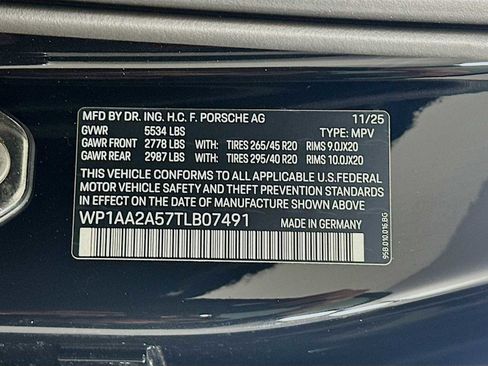 MFD BY DR. ING. H.C. F. PORSCHE AG 11/25
GVWR 5534 LBS TYPE: MPV
GAWR FRONT 2778 LBS WITH: TIRES 265/45 R20 RIMS 9.0JX20
GAWR REAR 2987 LBS WITH: TIRES 295/40 R20 RIMS 10.0JX20
THIS VEHICLE CONFORMS TO ALL APPLICABLE FEDERAL
MOTOR VEHICLE SAFETY AND THEFT PREVENTION STANDARDS
IN EFFECT ON THE DATE OF MANUFACTURE SHOWN ABOVE
WP1AA2A57TLB07491 MADE IN GERMANY
95B.010.016.BG